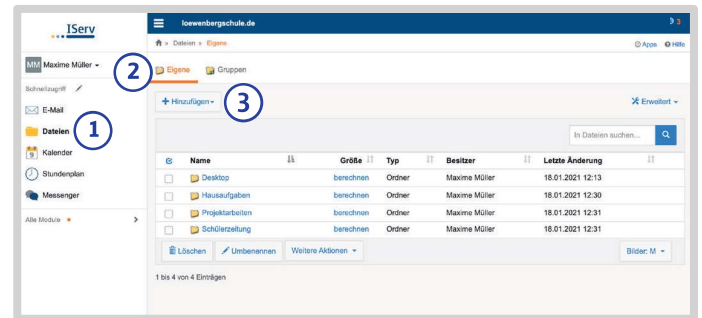 IServ
loewenbergschule.de
3
» Dateien » Eigene
Apps
Hilfe
MM Maxime Müller
Schnellzugriff
E-Mail
Dateien
9 Kalender
Stundenplan
Messenger
Alle Module
1
2
Eigene
Gruppen
+ Hinzufügen
3
Erweitert
In Dateien suchen...
Name Größe Typ Besitzer Letzte Änderung
Desktop berechnen Ordner Maxime Müller 18.01.2021 12:13
Hausaufgaben berechnen Ordner Maxime Müller 18.01.2021 12:30
Projektarbeiten berechnen Ordner Maxime Müller 18.01.2021 12:31
Schülerzeitung berechnen Ordner Maxime Müller 18.01.2021 12:31
Löschen Umbenennen Weitere Aktionen Bilder: M
1 bis 4 von 4 Einträgen